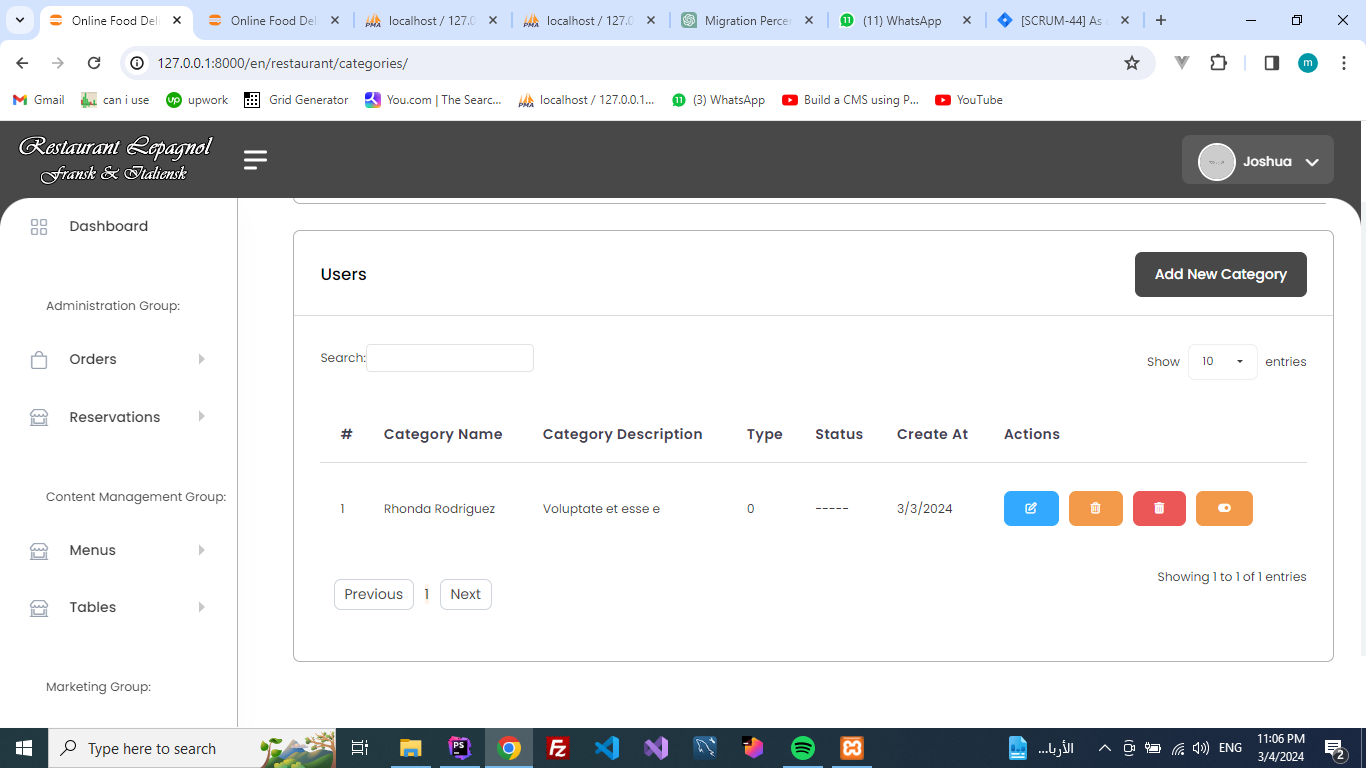 Online Food Deli
Online Food Del
localhost / 127.0
localhost / 127.0
Migration Percen
(11) WhatsApp
[SCRUM-44] As
127.0.0.1:8000/en/restaurant/categories/
m
Gmail
can i use
up upwork
Grid Generator
You.com | The Searc...
localhost / 127.0.0.1...
(3) WhatsApp
Build a CMS using P...
YouTube
Restaurant Lepagnol
Fransk & Italiensk
Joshua
Dashboard
Administration Group:
Orders
Reservations
Content Management Group:
Menus
Tables
Marketing Group:
Users
Add New Category
Search:
Show 10 entries
# Category Name Category Description Type Status Create At Actions
1 Rhonda Rodriguez Voluptate et esse e 0 ----- 3/3/2024
Showing 1 to 1 of 1 entries
Previous 1 Next
Type here to search
الأربا...
ENG
11:06 PM
3/4/2024
2